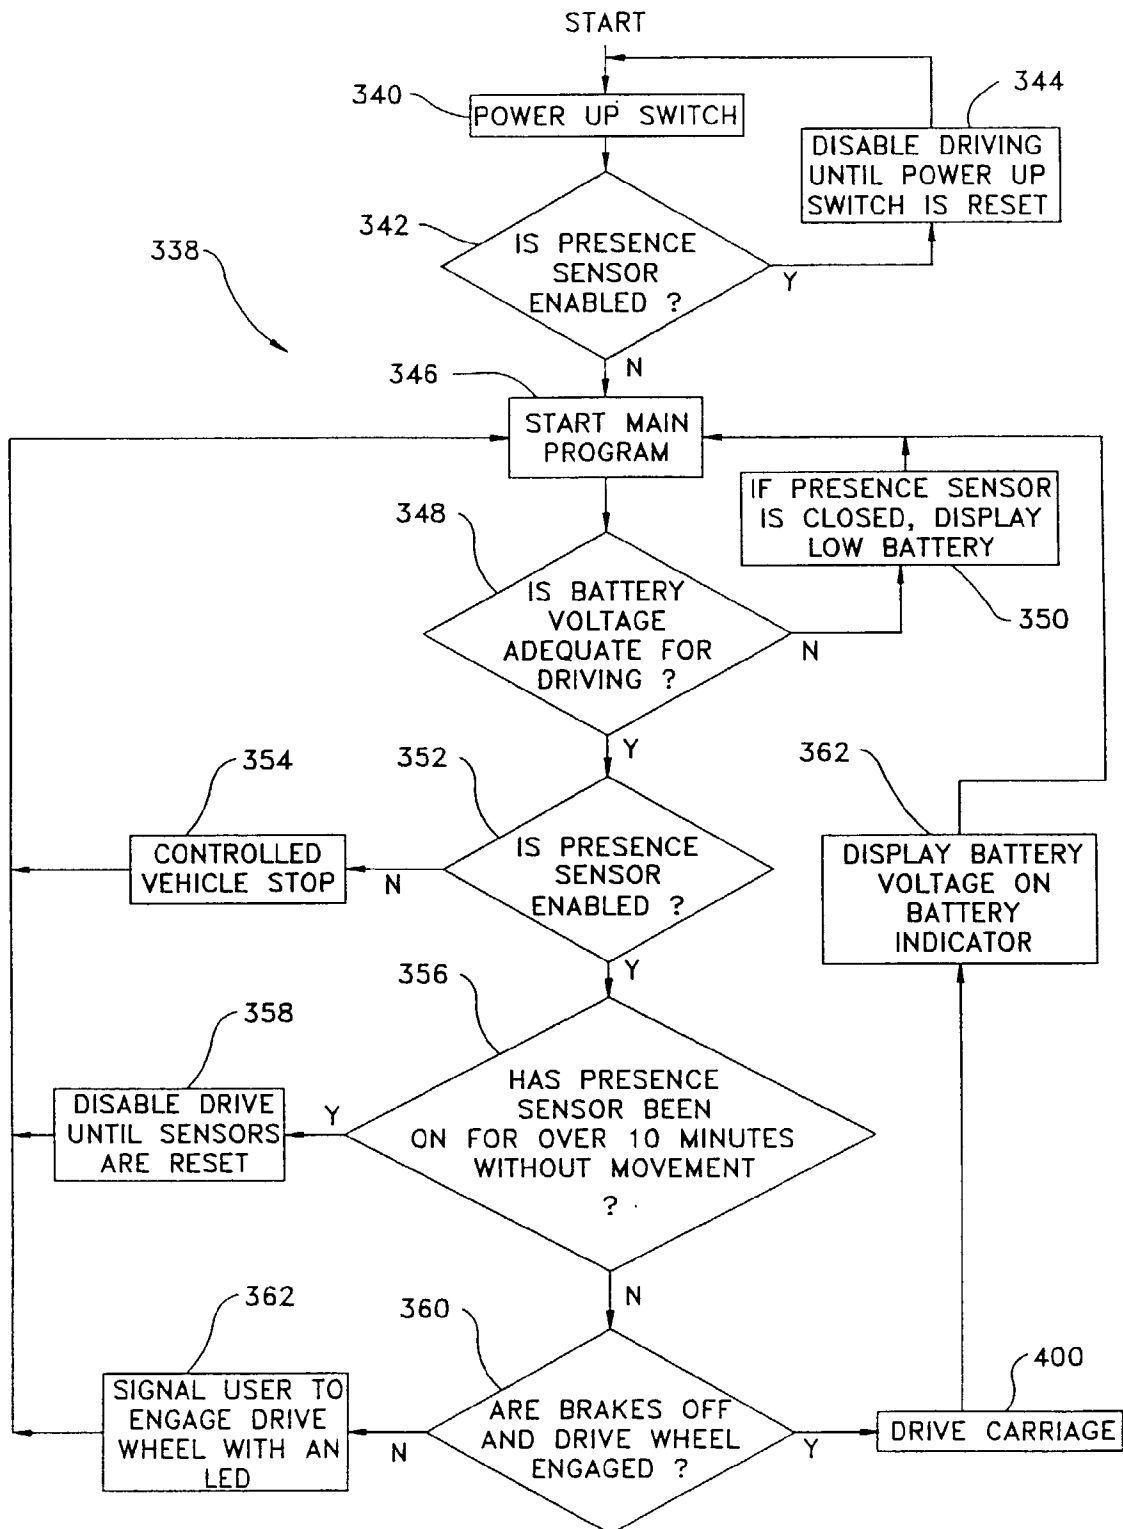 START
340
POWER UP SWITCH
344
DISABLE DRIVING
UNTIL POWER UP
SWITCH IS RESET
342
IS PRESENCE
SENSOR
ENABLED ?
Y
338
N
346
START MAIN
PROGRAM
IF PRESENCE SENSOR
IS CLOSED, DISPLAY
LOW BATTERY
350
348
IS BATTERY
VOLTAGE
ADEQUATE FOR
DRIVING ?
N
Y
354
CONTROLLED
VEHICLE STOP
352
IS PRESENCE
SENSOR
ENABLED ?
N
Y
362
DISPLAY BATTERY
VOLTAGE ON
BATTERY
INDICATOR
356
HAS PRESENCE
SENSOR BEEN
ON FOR OVER 10 MINUTES
WITHOUT MOVEMENT
?
358
DISABLE DRIVE
UNTIL SENSORS
ARE RESET
Y
N
362
SIGNAL USER TO
ENGAGE DRIVE
WHEEL WITH AN
LED
360
ARE BRAKES OFF
AND DRIVE WHEEL
ENGAGED ?
N
Y
400
DRIVE CARRIAGE